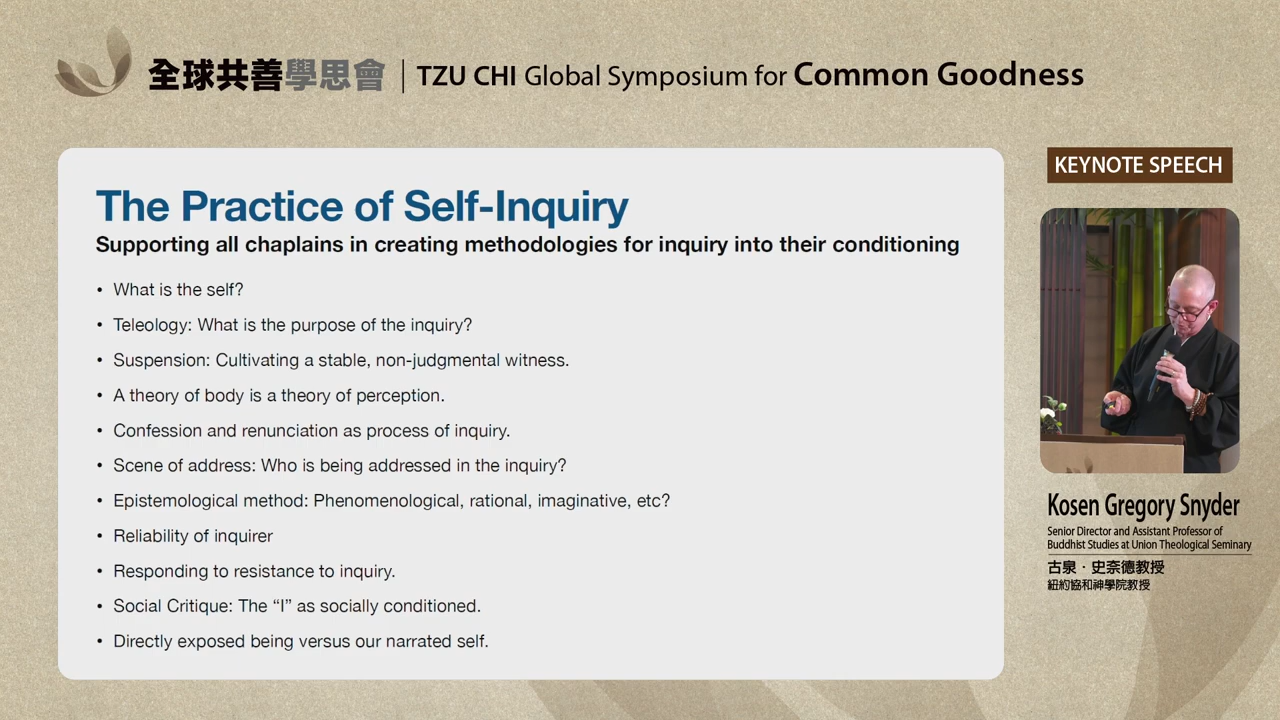 全球共善學思會 | TZU CHI Global Symposium for Common Goodness
KEYNOTE SPEECH
The Practice of Self-Inquiry
Supporting all chaplains in creating methodologies for inquiry into their conditioning
• What is the self?
• Teleology: What is the purpose of the inquiry?
• Suspension: Cultivating a stable, non-judgmental witness.
• A theory of body is a theory of perception.
• Confession and renunciation as process of inquiry.
• Scene of address: Who is being addressed in the inquiry?
• Epistemological method: Phenomenological, rational, imaginative, etc?
• Reliability of inquirer
• Responding to resistance to inquiry.
• Social Critique: The “I” as socially conditioned.
• Directly exposed being versus our narrated self.
Kosen Gregory Snyder
Senior Director and Assistant Professor of
Buddhist Studies at Union Theological Seminary
古泉．史奈德教授
紐約協和神學院教授